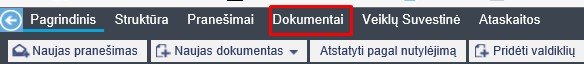 Pagrindinis Struktūra Pranešimai Dokumentai Veiklų Suvestinė Ataskaitos
Naujas pranešimas Naujas dokumentas Atstatyti pagal nutylėjimą Pridėti valdiklių